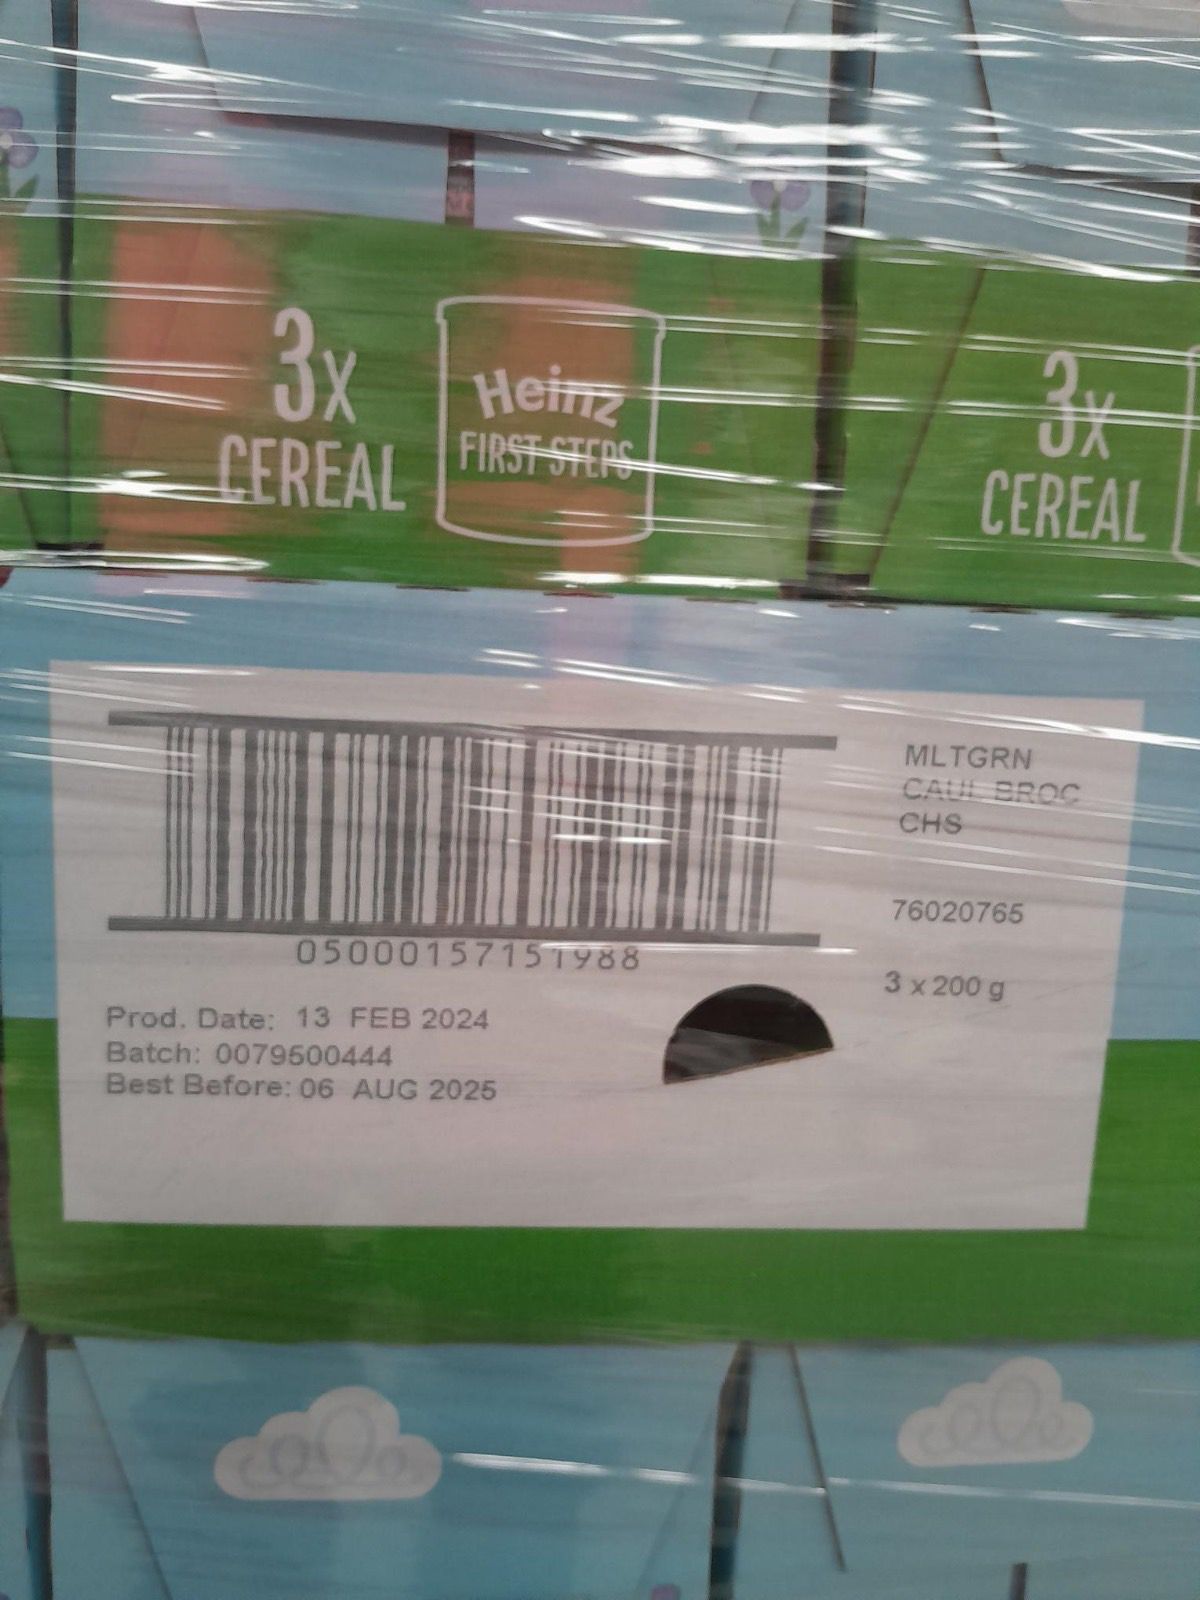 3x
CEREAL
Heinz
FIRST STEPS
3x
CEREAL
MLTGRN
CAUL BROC
CHS
76020765
3 x 200 g
05000157151988
Prod. Date: 13 FEB 2024
Batch: 0079500444
Best Before: 06 AUG 2025